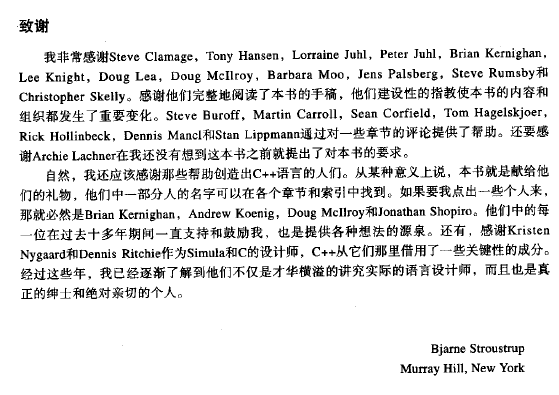 致谢
我非常感谢Steve Clamage，Tony Hansen，Lorraine Juhl，Peter Juhl，Brian Kernighan，
Lee Knight，Doug Lea，Doug McIlroy，Barbara Moo，Jens Palsberg，Steve Rumsby和
Christopher Skelly。感谢他们完整地阅读了本书的手稿，他们建设性的指教使本书的内容和
组织都发生了重要变化。Steve Buroff，Martin Carroll，Sean Corfield，Tom Hagelskjoer，
Rick Hollinbeck，Dennis Mancl和Stan Lippmann通过对一些章节的评论提供了帮助。还要感
谢Archie Lachner在我还没有想到这本书之前就提出了对本书的要求。
自然，我还应该感谢那些帮助创造出C++语言的人们。从某种意义上说，本书就是献给他
们的礼物，他们中一部分人的名字可以在各个章节和索引中找到。如果要我点出一些个人来，
那就必然是Brian Kernighan，Andrew Koenig，Doug McIlroy和Jonathan Shopiro。他们中的每
一位在过去十多年期间一直支持和鼓励我，也是提供各种想法的源泉。还有，感谢Kristen
Nygaard和Dennis Ritchie作为Simula和C的设计师，C++从它们那里借用了一些关键性的成分。
经过这些年，我已经逐渐了解到他们不仅是才华横溢的讲究实际的语言设计师，而且也是真
正的绅士和绝对亲切的个人。
Bjarne Stroustrup
Murray Hill, New York